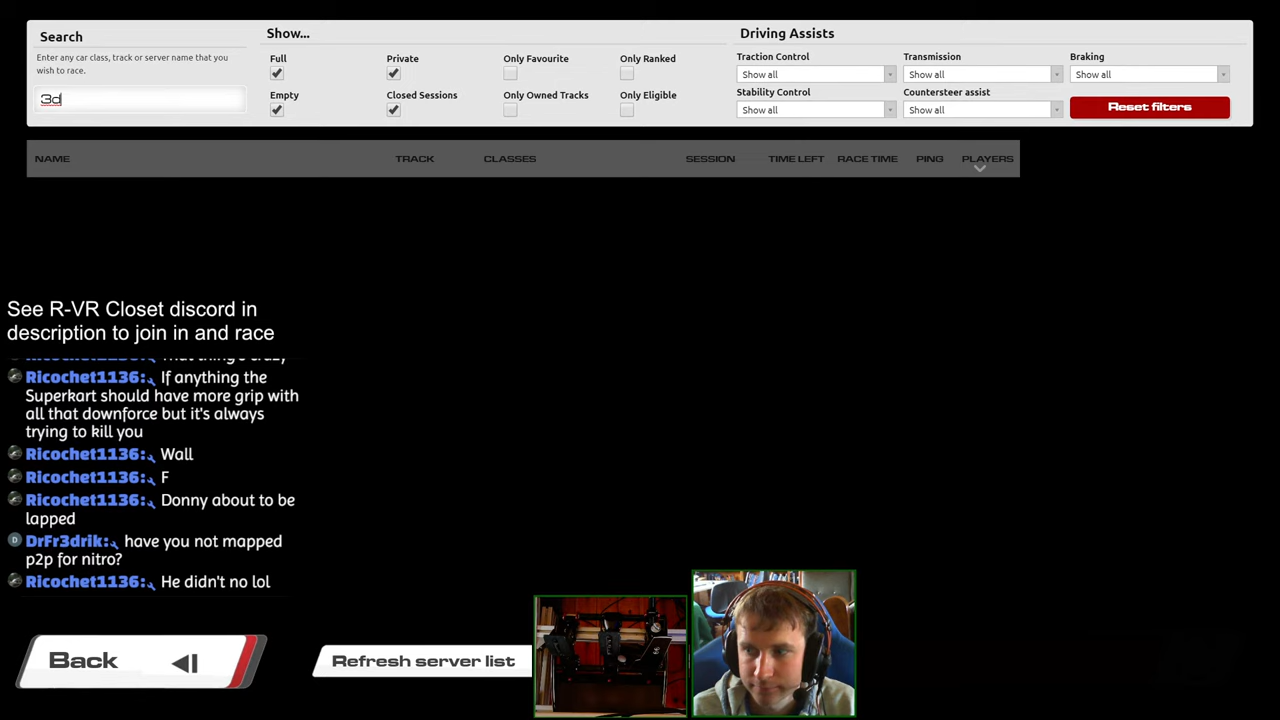 Search
Show...
Driving Assists
Enter any car class, track or server name that you
wish to race.
Full
Private
Only Favourite
Only Ranked
Traction Control
Transmission
Braking
Show all
Show all
Show all
3d
Empty
Closed Sessions
Only Owned Tracks
Only Eligible
Stability Control
Countersteer assist
Show all
Show all
Reset filters
NAME
TRACK
CLASSES
SESSION
TIME LEFT
RACE TIME
PING
PLAYERS
See R-VR Closet discord in
description to join in and race
Ricochet1136: If anything the
Superkart should have more grip with
all that downforce but it's always
trying to kill you
Ricochet1136: Wall
Ricochet1136: F
Ricochet1136: Donny about to be
lapped
D DrFr3drik: have you not mapped
p2p for nitro?
Ricochet1136: He didn't no lol
Back
Refresh server list